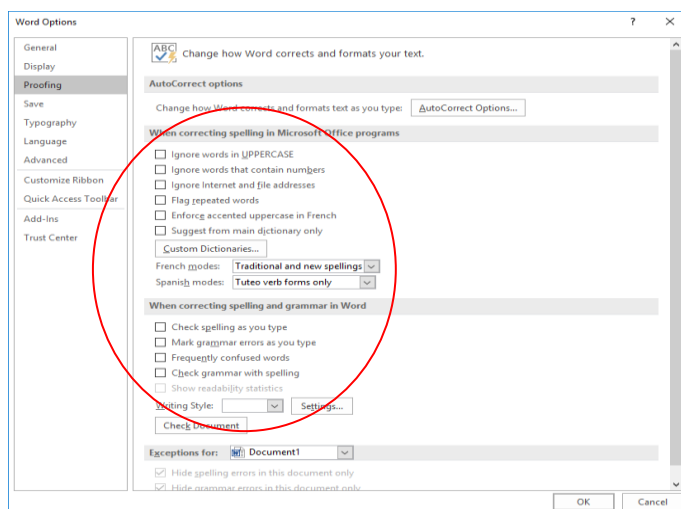 Word Options
?
General
Display
Proofing
Save
Typography
Language
Advanced
Customize Ribbon
Quick Access Toolbar
Add-Ins
Trust Center
ABC
Change how Word corrects and formats your text.
AutoCorrect options
Change how Word corrects and formats text as you type: AutoCorrect Options...
When correcting spelling in Microsoft Office programs
Ignore words in UPPERCASE
Ignore words that contain numbers
Ignore Internet and file addresses
Flag repeated words
Enforce accented uppercase in French
Suggest from main dictionary only
Custom Dictionaries...
French modes: Traditional and new spellings
Spanish modes: Tuteo verb forms only
When correcting spelling and grammar in Word
Check spelling as you type
Mark grammar errors as you type
Frequently confused words
Check grammar with spelling
Show readability statistics
Writing Style: Settings...
Check Document
Exceptions for: Document1
Hide spelling errors in this document only
Hide grammar errors in this document only
OK Cancel